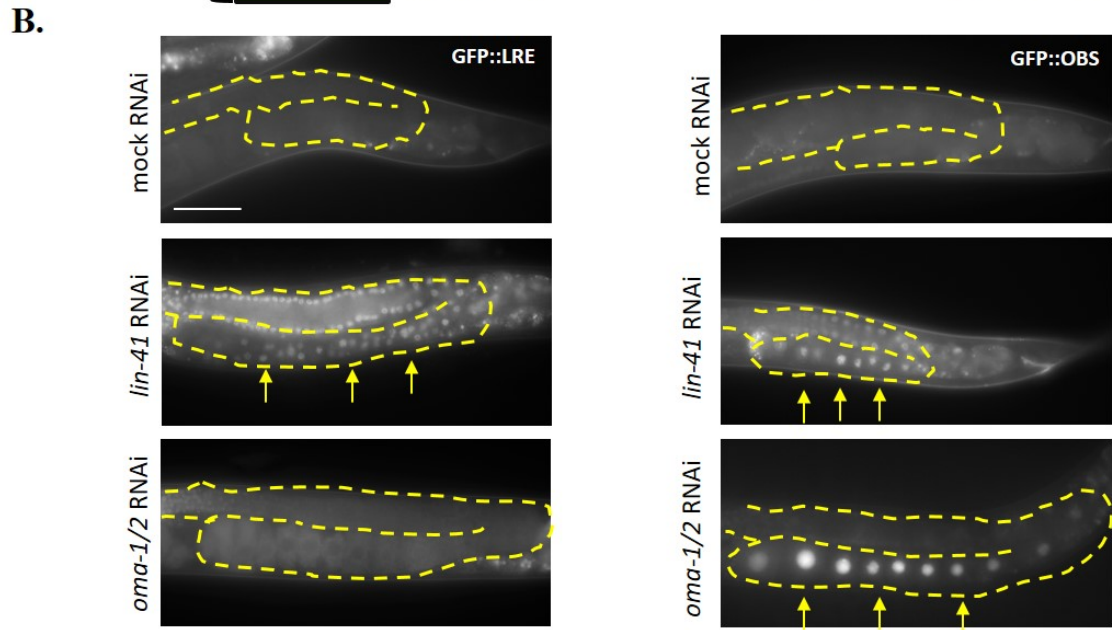 B.
mock RNAi
GFP::LRE
mock RNAi
GFP::OBS
lin-41 RNAi
lin-41 RNAi
oma-1/2 RNAi
oma-1/2 RNAi